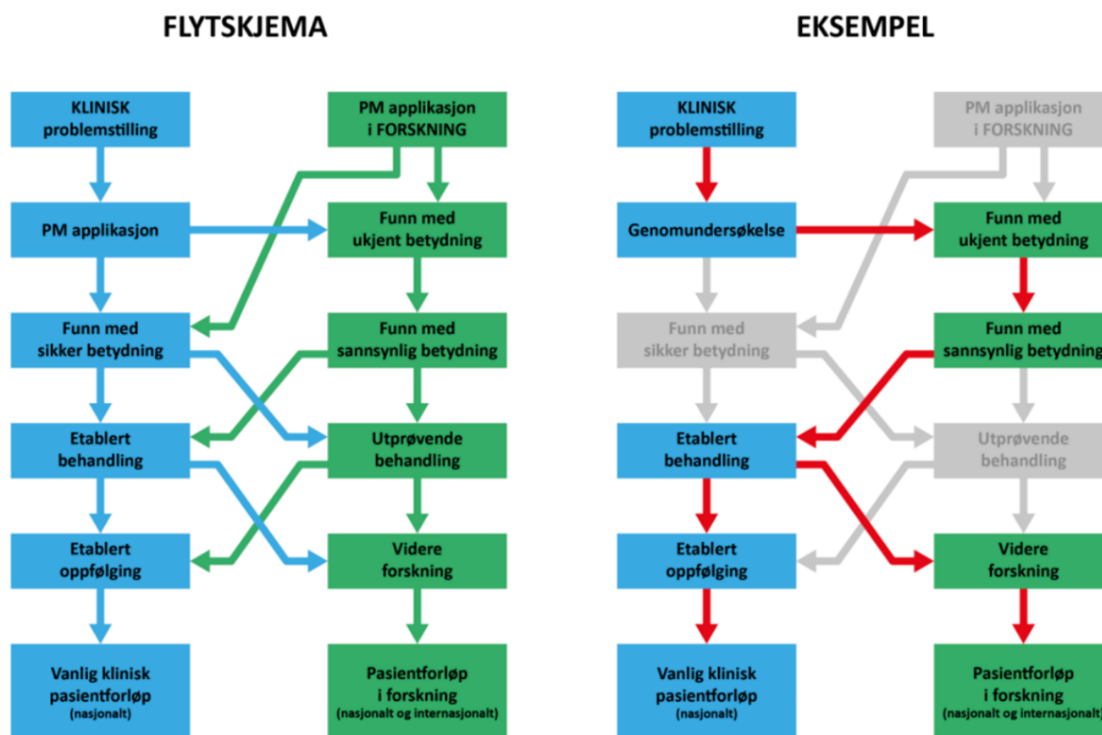 FLYTSKJEMA
KLINISK
problemstilling
PM applikasjon
i FORSKNING
PM applikasjon
Funn med
ukjent betydning
Funn med
sikker betydning
Funn med
sannsynlig betydning
Etablert
behandling
Utprøvende
behandling
Etablert
oppfølging
Videre
forskning
Vanlig klinisk
pasientforløp
(nasjonalt)
Pasientforløp
i forskning
(nasjonalt og internasjonalt)
EKSEMPEL
KLINISK
problemstilling
PM applikasjon
i FORSKNING
Genomundersøkelse
Funn med
ukjent betydning
Funn med
sikker betydning
Funn med
sannsynlig betydning
Etablert
behandling
Utprøvende
behandling
Etablert
oppfølging
Videre
forskning
Vanlig klinisk
pasientforløp
(nasjonalt)
Pasientforløp
i forskning
(nasjonalt og internasjonalt)